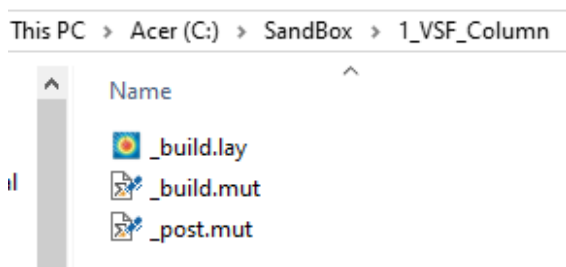 This PC > Acer (C:) > SandBox > 1_VSF_Column
Name
_build.lay
_build.mut
_post.mut